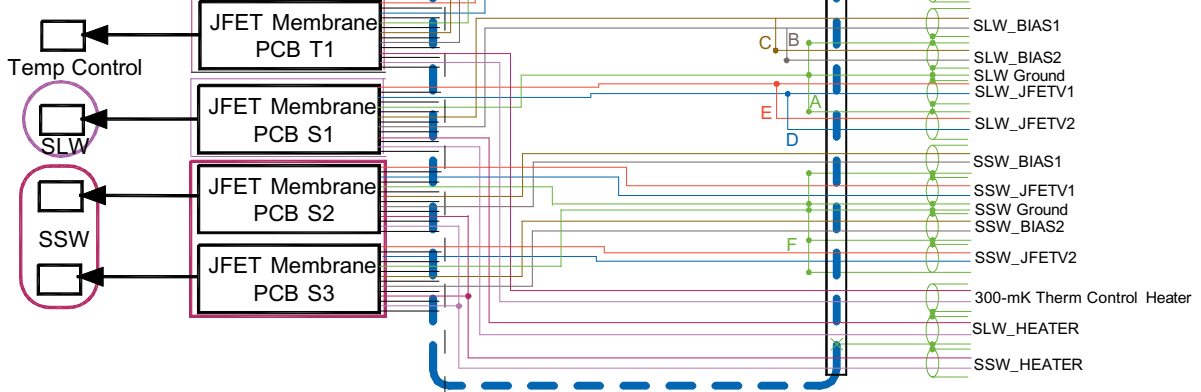 JFET Membrane
PCB T1
Temp Control
JFET Membrane
PCB S1
SLW
JFET Membrane
PCB S2
SSW
JFET Membrane
PCB S3
C
B
A
E
D
F
SLW_BIAS1
SLW_BIAS2
SLW Ground
SLW_JFETV1
SLW_JFETV2
SSW_BIAS1
SSW_JFETV1
SSW Ground
SSW_BIAS2
SSW_JFETV2
300-mK Therm Control Heater
SLW_HEATER
SSW_HEATER